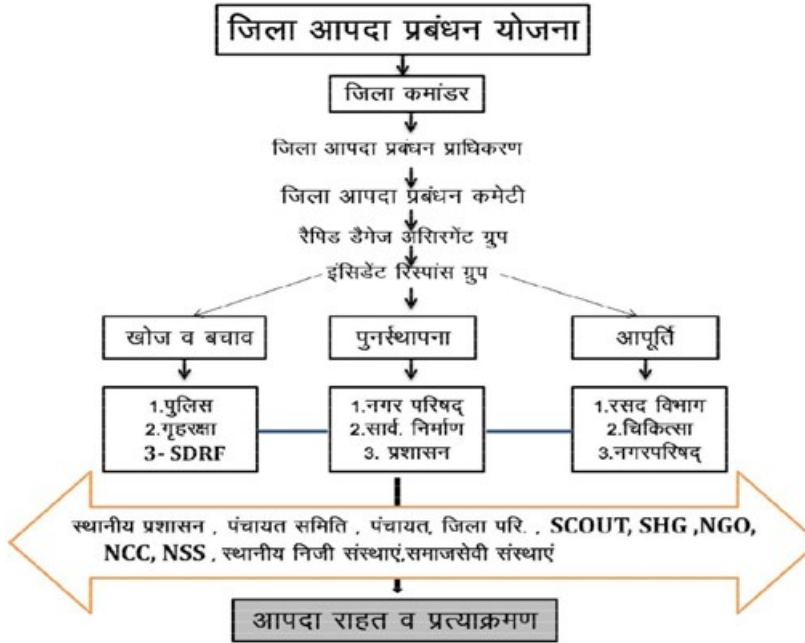 जिला आपदा प्रबंधन योजना
जिला कमांडर
जिला आपदा प्रबंधन प्राधिकरण
जिला आपदा प्रबंधन कमेटी
रैपिड डैगेज असिारगेंट ग्रुप
इंसिडेंट रिस्पांस ग्रुप
खोज व बचाव
पुनर्स्थापना
आपूर्ति
1.पुलिस
2.गृहरक्षा
3- SDRF
1.नगर परिषद्
2.सार्व. निर्माण
3. प्रशासन
1.रसद विभाग
2.चिकित्सा
3.नगरपरिषद्
स्थानीय प्रशासन , पंचायत समिति , पंचायत, जिला परि. , SCOUT, SHG ,NGO,
NCC, NSS , स्थानीय निजी संस्थाएं,समाजसेवी संस्थाएं
आपदा राहत व प्रत्याक्रमण